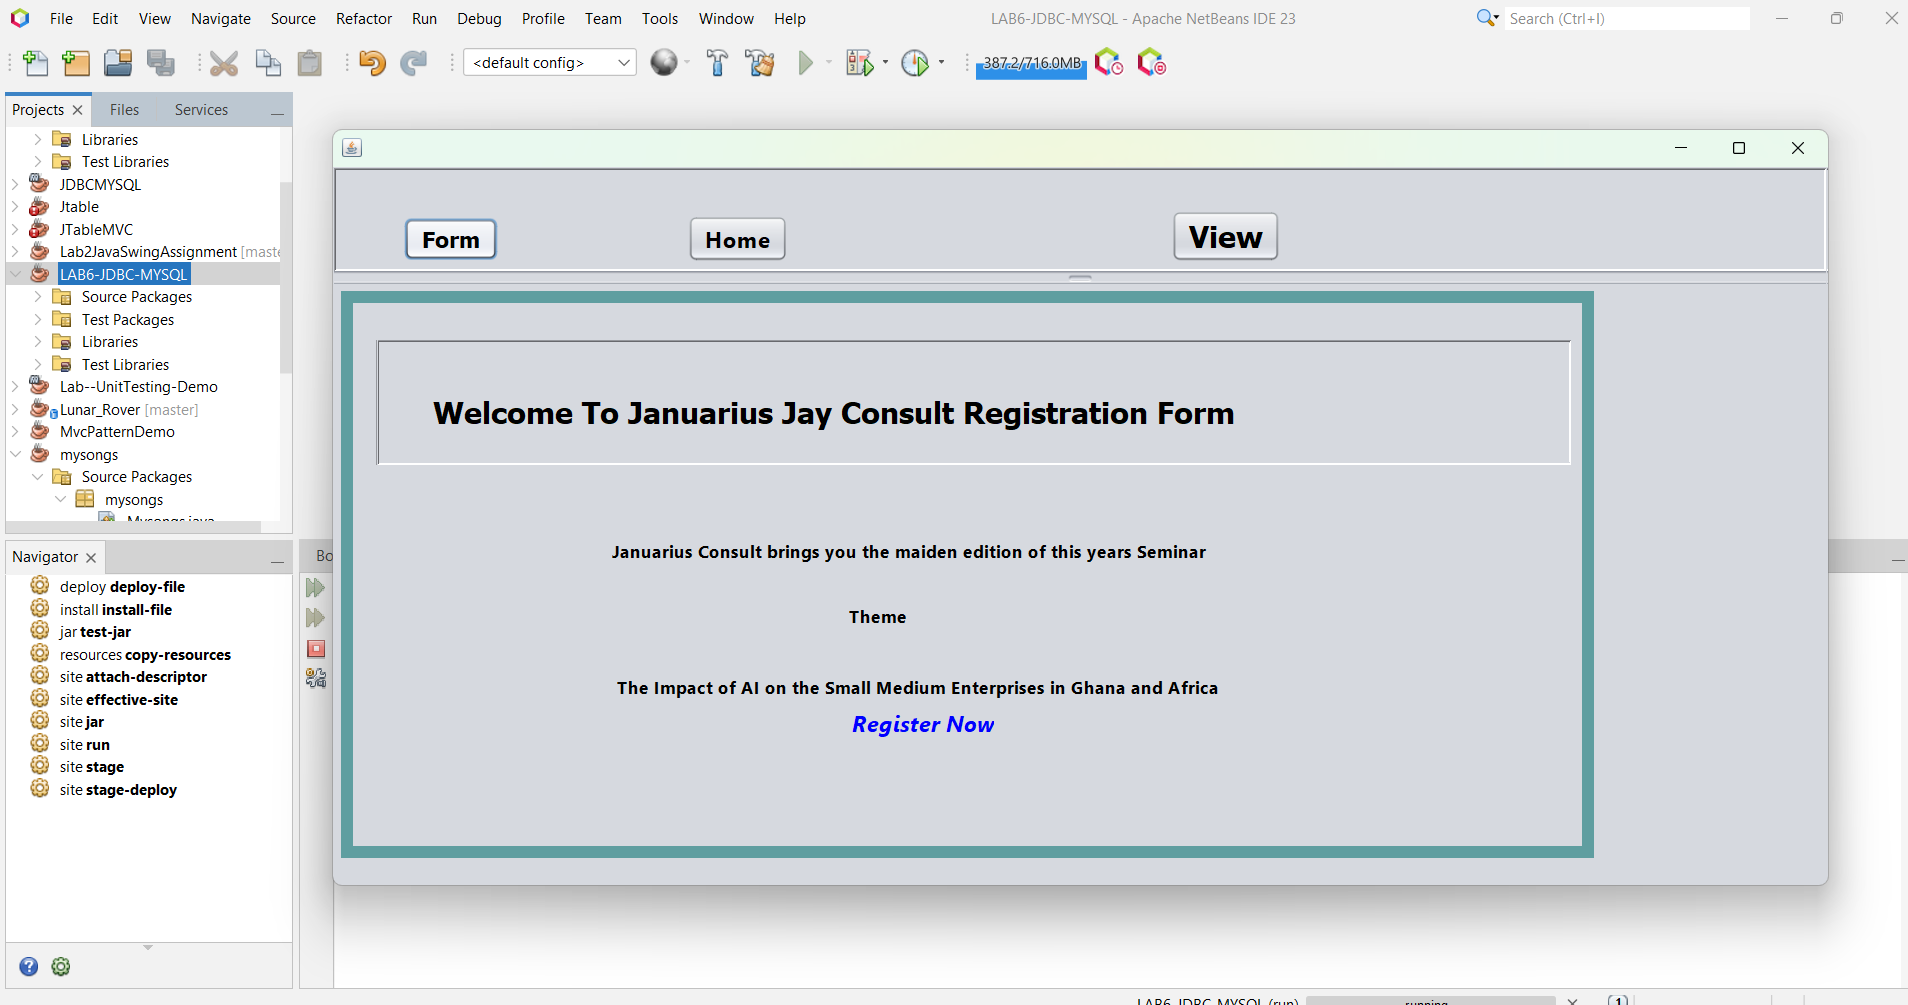 File Edit View Navigate Source Refactor Run Debug Profile Team Tools Window Help
LAB6-JDBC-MYSQL - Apache NetBeans IDE 23
Search (Ctrl+I)
<default config>
387.2/716.0MB
Projects Files Services
Libraries
Test Libraries
JDBCMYSQL
Jtable
JTableMVC
Lab2JavaSwingAssignment [maste
LAB6-JDBC-MYSQL
Source Packages
Test Packages
Libraries
Test Libraries
Lab--UnitTesting-Demo
Lunar_Rover [master]
MvcPatternDemo
mysongs
Source Packages
mysongs
Mysongs.java
Navigator
deploy deploy-file
install install-file
jar test-jar
resources copy-resources
site attach-descriptor
site effective-site
site jar
site run
site stage
site stage-deploy
Bo
Form Home View
Welcome To Januarius Jay Consult Registration Form
Januarius Consult brings you the maiden edition of this years Seminar
Theme
The Impact of AI on the Small Medium Enterprises in Ghana and Africa
Register Now
LAB6-JDBC-MYSQL (run) running... 1